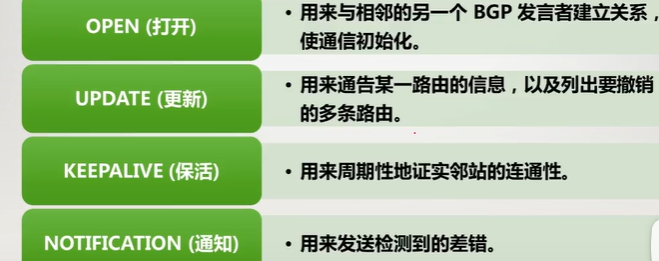 OPEN (打开)
• 用来与相邻的另一个 BGP 发言者建立关系，
使通信初始化。
UPDATE (更新)
• 用来通告某一路由的信息，以及列出要撤销
的多条路由。
KEEPALIVE (保活)
• 用来周期性地证实邻站的连通性。
NOTIFICATION (通知)
• 用来发送检测到的差错。